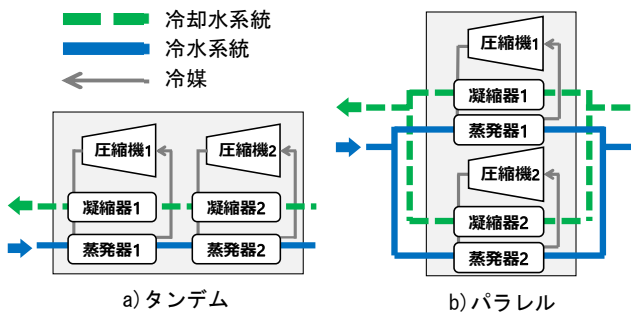 冷却水系統
冷水系統
冷媒
圧縮機1
圧縮機2
凝縮器1
凝縮器2
蒸発器1
蒸発器2
a)タンデム
圧縮機1
凝縮器1
蒸発器1
圧縮機2
凝縮器2
蒸発器2
b)パラレル